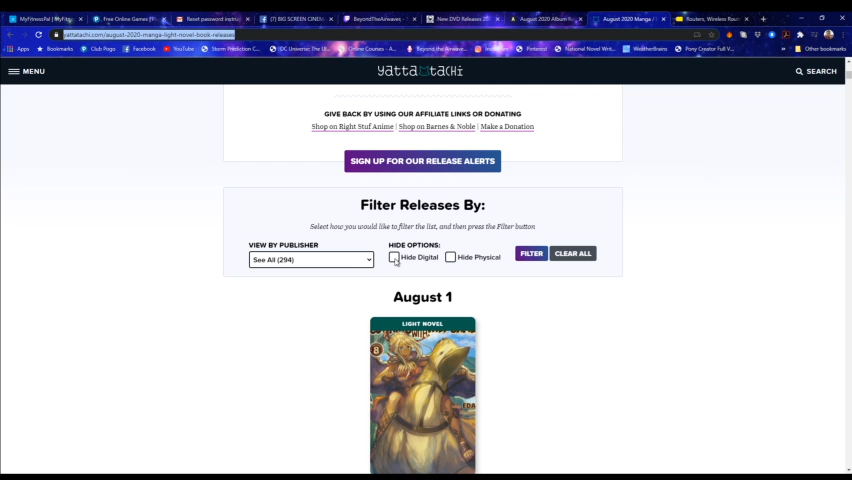 MyFitnessPal | MyFitn
Free Online Games |
Reset password instruc
(7) BIG SCREEN CINEM
BeyondTheAirwaves -
New DVD Releases 20
August 2020 Album R
August 2020 Manga /
Routers, Wireless Route
yattatachi.com/august-2020-manga-light-novel-book-releases
Apps
Bookmarks
Club Pogo
Facebook
YouTube
Storm Prediction C...
DC Universe: The Ul...
Online Courses - A...
Beyond the Airwave...
Instagram
Pinterest
National Novel Writ...
WeatherBrains
Pony Creator Full V...
Other bookmarks
MENU
yattatachi
SEARCH
GIVE BACK BY USING OUR AFFILIATE LINKS OR DONATING
Shop on Right Stuf Anime | Shop on Barnes & Noble | Make a Donation
SIGN UP FOR OUR RELEASE ALERTS
Filter Releases By:
Select how you would like to filter the list, and then press the Filter button
VIEW BY PUBLISHER
See All (294)
HIDE OPTIONS:
Hide Digital
Hide Physical
FILTER
CLEAR ALL
August 1
LIGHT NOVEL
8